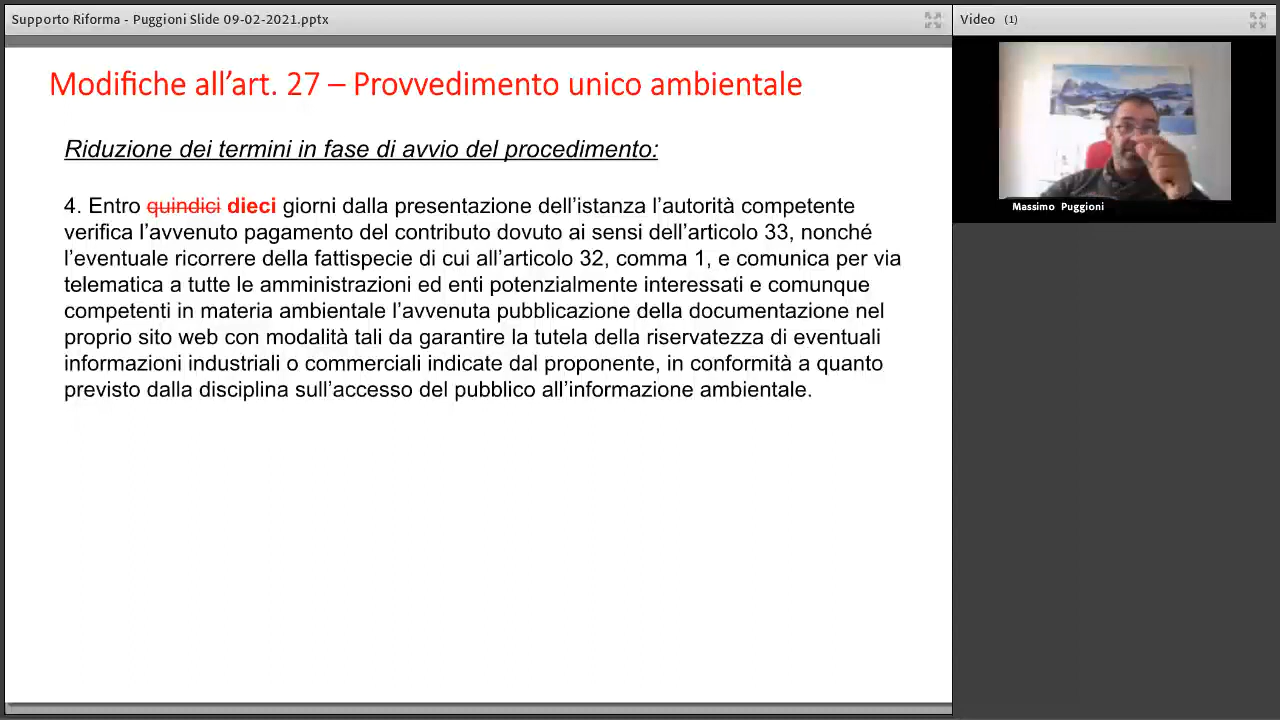 Supporto Riforma - Puggioni Slide 09-02-2021.pptx
Video (1)
Modifiche all’art. 27 – Provvedimento unico ambientale
Riduzione dei termini in fase di avvio del procedimento:
4. Entro quindici dieci giorni dalla presentazione dell’istanza l’autorità competente
verifica l’avvenuto pagamento del contributo dovuto ai sensi dell’articolo 33, nonché
l’eventuale ricorrere della fattispecie di cui all’articolo 32, comma 1, e comunica per via
telematica a tutte le amministrazioni ed enti potenzialmente interessati e comunque
competenti in materia ambientale l’avvenuta pubblicazione della documentazione nel
proprio sito web con modalità tali da garantire la tutela della riservatezza di eventuali
informazioni industriali o commerciali indicate dal proponente, in conformità a quanto
previsto dalla disciplina sull’accesso del pubblico all’informazione ambientale.
Massimo Puggioni